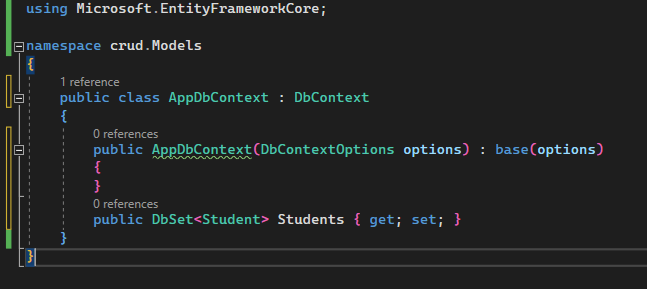 using Microsoft.EntityFrameworkCore;
namespace crud.Models
{
1 reference
public class AppDbContext : DbContext
{
0 references
public AppDbContext(DbContextOptions options) : base(options)
{
}
0 references
public DbSet<Student> Students { get; set; }
}
}